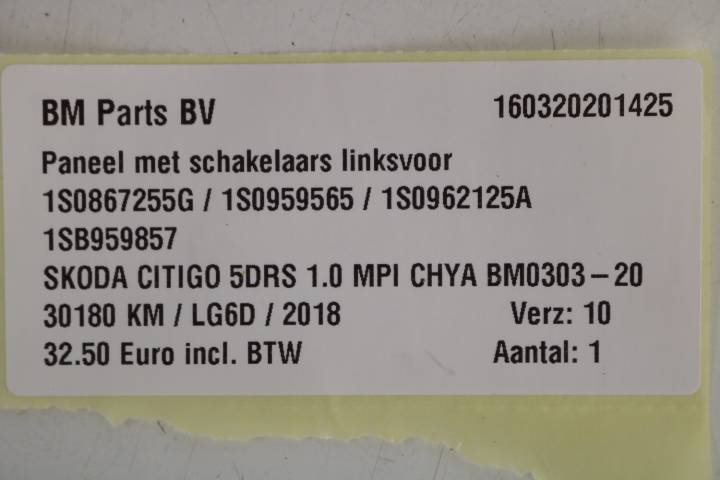 BM Parts BV 160320201425
Paneel met schakelaars linksvoor
1S0867255G / 1S0959565 / 1S0962125A
1SB959857
SKODA CITIGO 5DRS 1.0 MPI CHYA BM0303-20
30180 KM / LG6D / 2018 Verz: 10
32.50 Euro incl. BTW Aantal: 1